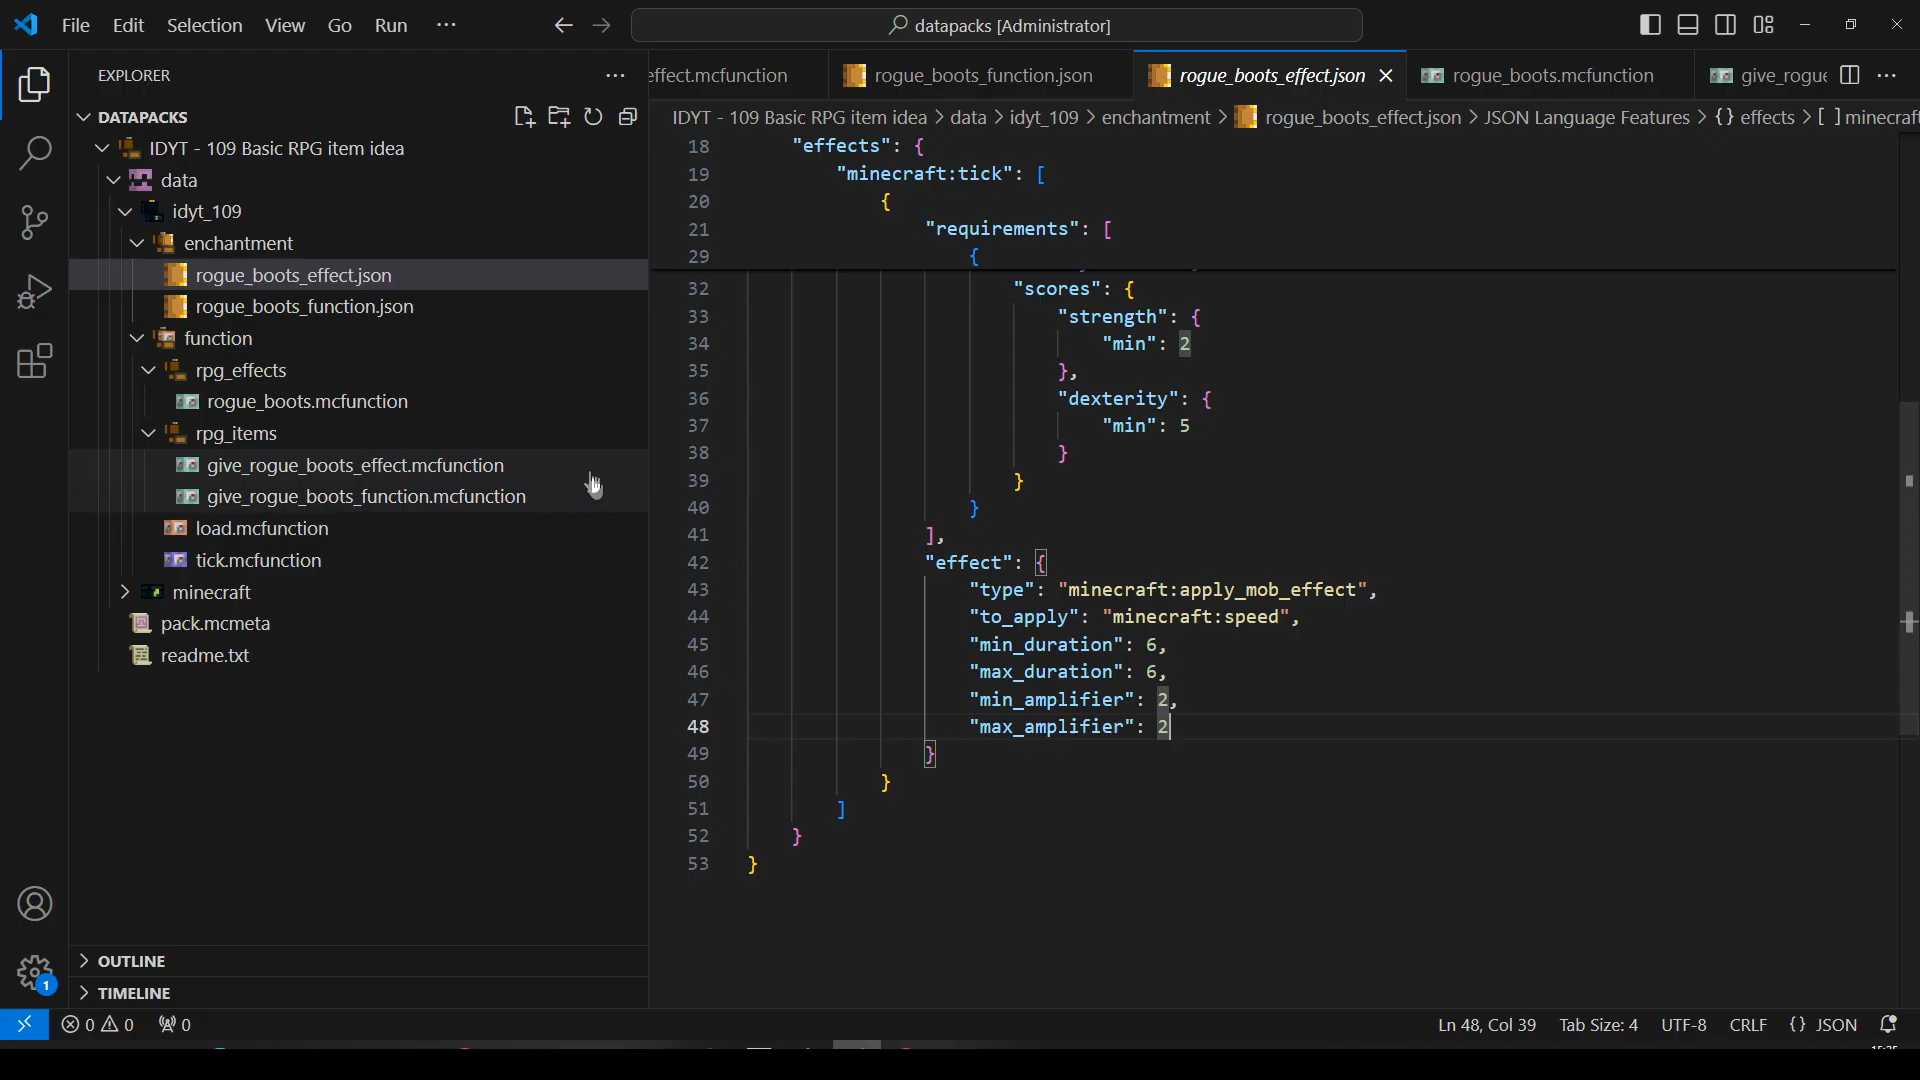 File Edit Selection View Go Run ···
datapacks [Administrator]
EXPLORER
DATAPACKS
IDYT - 109 Basic RPG item idea
data
idyt_109
enchantment
rogue_boots_effect.json
rogue_boots_function.json
function
rpg_effects
rogue_boots.mcfunction
rpg_items
give_rogue_boots_effect.mcfunction
give_rogue_boots_function.mcfunction
load.mcfunction
tick.mcfunction
minecraft
pack.mcmeta
readme.txt
OUTLINE
TIMELINE
effect.mcfunction rogue_boots_function.json rogue_boots_effect.json rogue_boots.mcfunction give_rogue
IDYT - 109 Basic RPG item idea > data > idyt_109 > enchantment > rogue_boots_effect.json > JSON Language Features > {} effects > [ ] minecraft
18 "effects": {
19 "minecraft:tick": [
20 {
21 "requirements": [
29 {
32 "scores": {
33 "strength": {
34 "min": 2
35 },
36 "dexterity": {
37 "min": 5
38 }
39 }
40 }
41 ],
42 "effect": {
43 "type": "minecraft:apply_mob_effect",
44 "to_apply": "minecraft:speed",
45 "min_duration": 6,
46 "max_duration": 6,
47 "min_amplifier": 2,
48 "max_amplifier": 2
49 }
50 }
51 ]
52 }
53 }
1
0 0 0 Ln 48, Col 39 Tab Size: 4 UTF-8 CRLF {} JSON